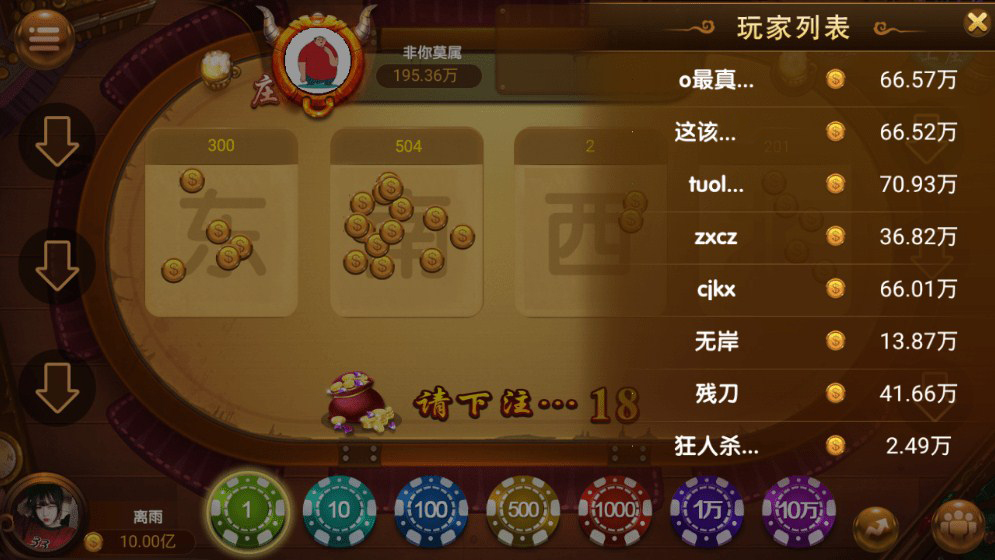 玩家列表
非你莫属
195.36万
庄
300
504
2
201
东
南
西
o最真... 66.57万
这该... 66.52万
tuol... 70.93万
zxcz 36.82万
cjkx 66.01万
无岸 13.87万
残刀 41.66万
狂人杀... 2.49万
请下注··· 18
离雨
10.00亿
1
10
100
500
1000
1万
10万